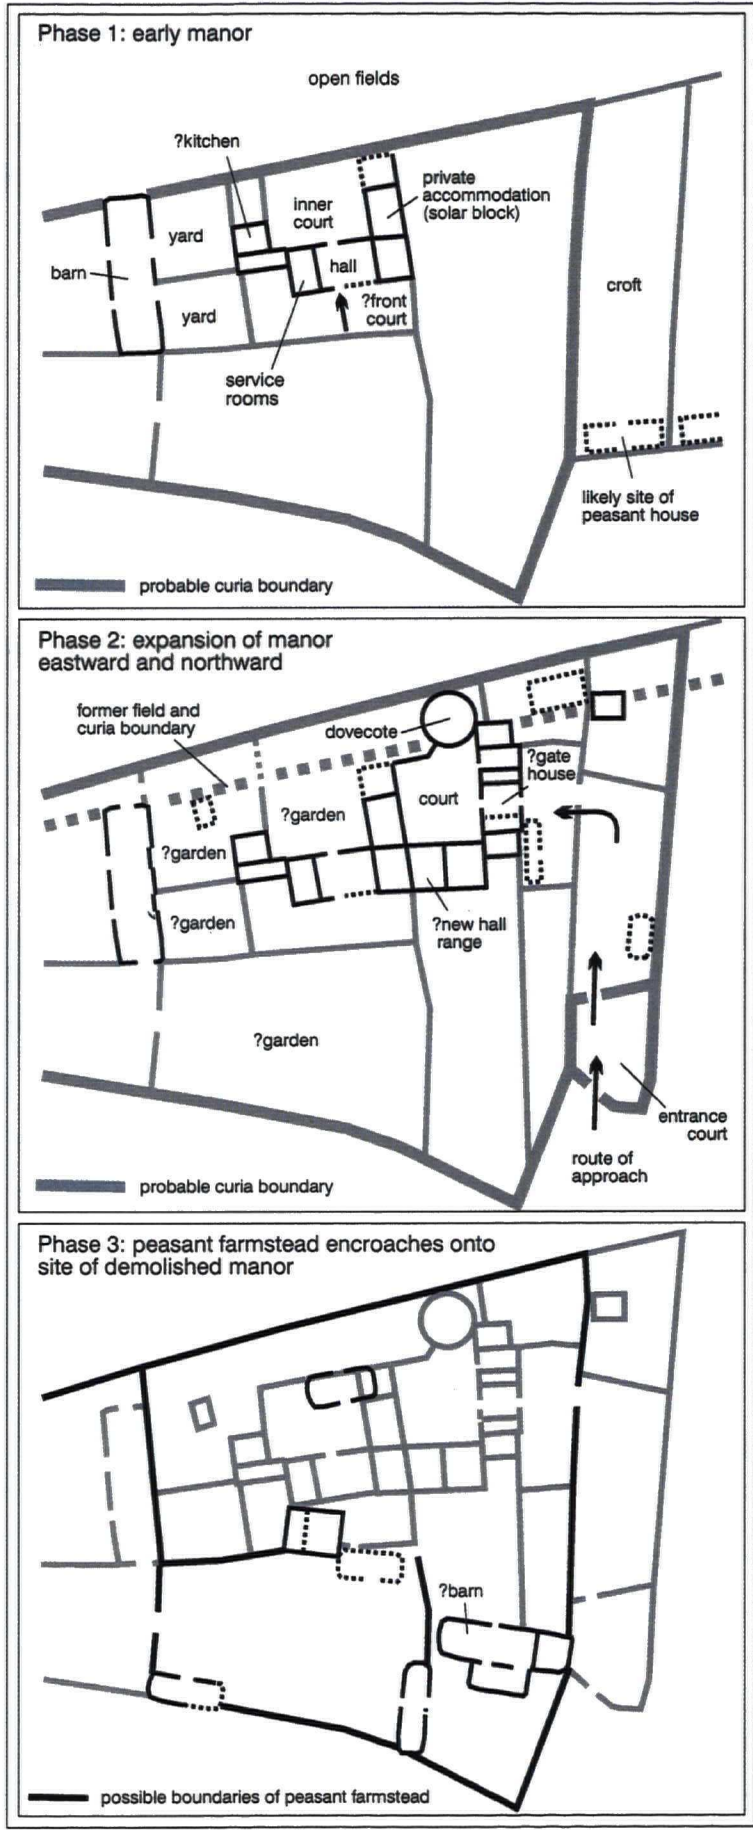 Phase 1: early manor
open fields
?kitchen
private
accommodation
(solar block)
inner
court
yard
hall
barn
croft
?front
court
yard
service
rooms
likely site of
peasant house
probable curia boundary
Phase 2: expansion of manor
eastward and northward
former field and
curia boundary
dovecote
?gate
house
court
?garden
?garden
?garden
?new hall
range
?garden
entrance
court
route of
approach
probable curia boundary
Phase 3: peasant farmstead encroaches onto
site of demolished manor
?barn
possible boundaries of peasant farmstead